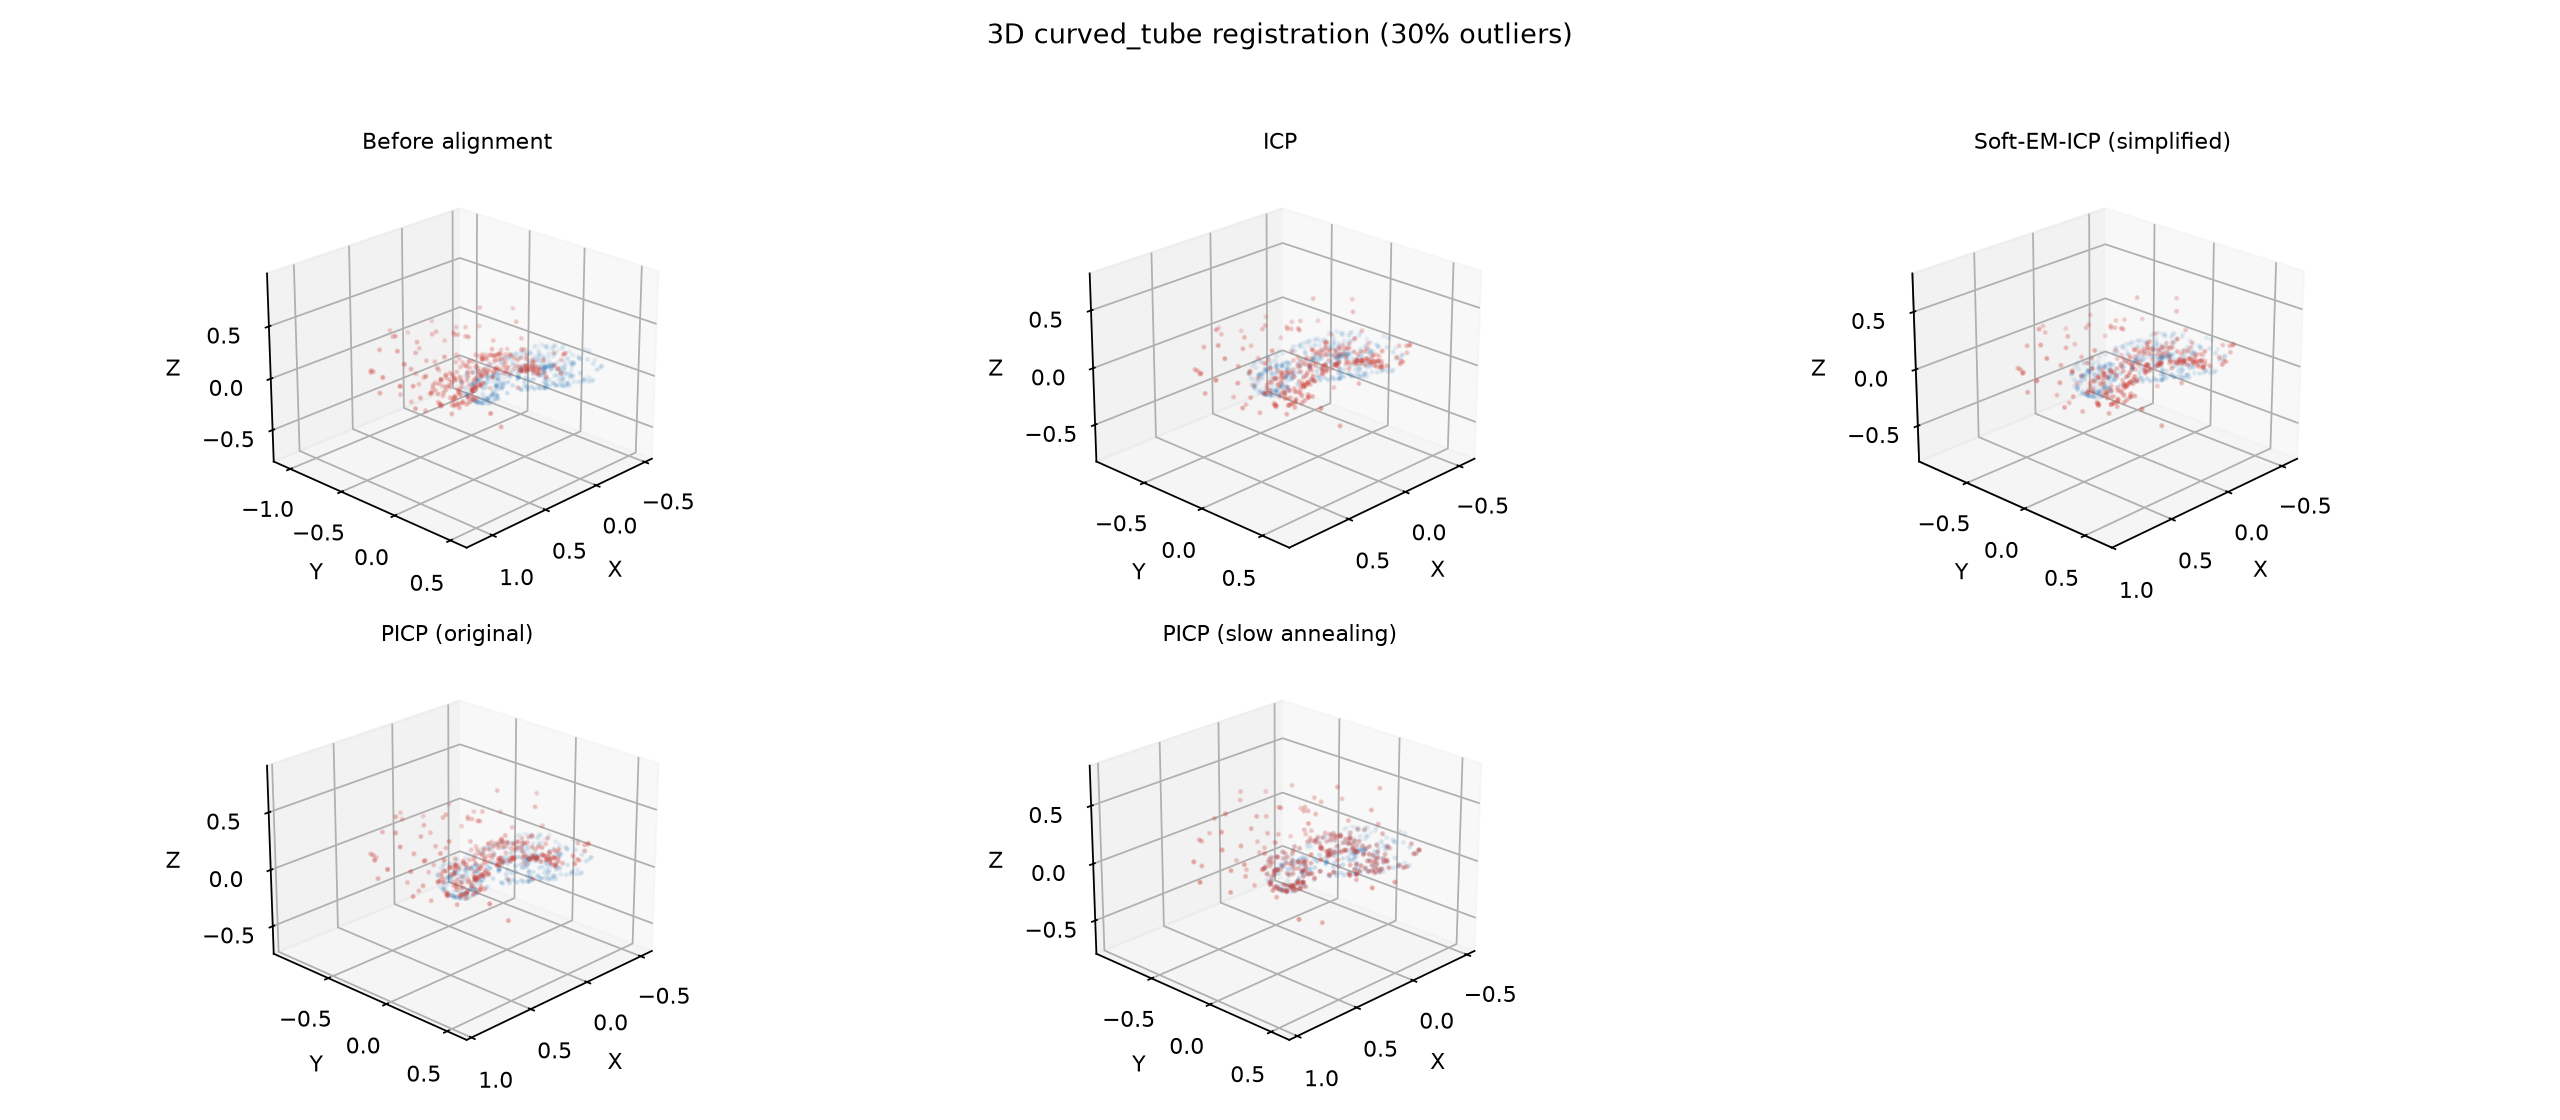 3D curved_tube registration (30% outliers)
Before alignment
ICP
Soft-EM-ICP (simplified)
0.5
0.0
−0.5
Z
−1.0
−0.5
0.0
0.5
Y
1.0
0.5
0.0
−0.5
X
0.5
0.0
−0.5
Z
−0.5
0.0
0.5
Y
0.5
0.0
−0.5
X
0.5
0.0
−0.5
Z
−0.5
0.0
0.5
Y
1.0
0.5
0.0
−0.5
X
PICP (original)
PICP (slow annealing)
0.5
0.0
−0.5
Z
−0.5
0.0
0.5
Y
1.0
0.5
0.0
−0.5
X
0.5
0.0
−0.5
Z
−0.5
0.0
0.5
Y
1.0
0.5
0.0
−0.5
X